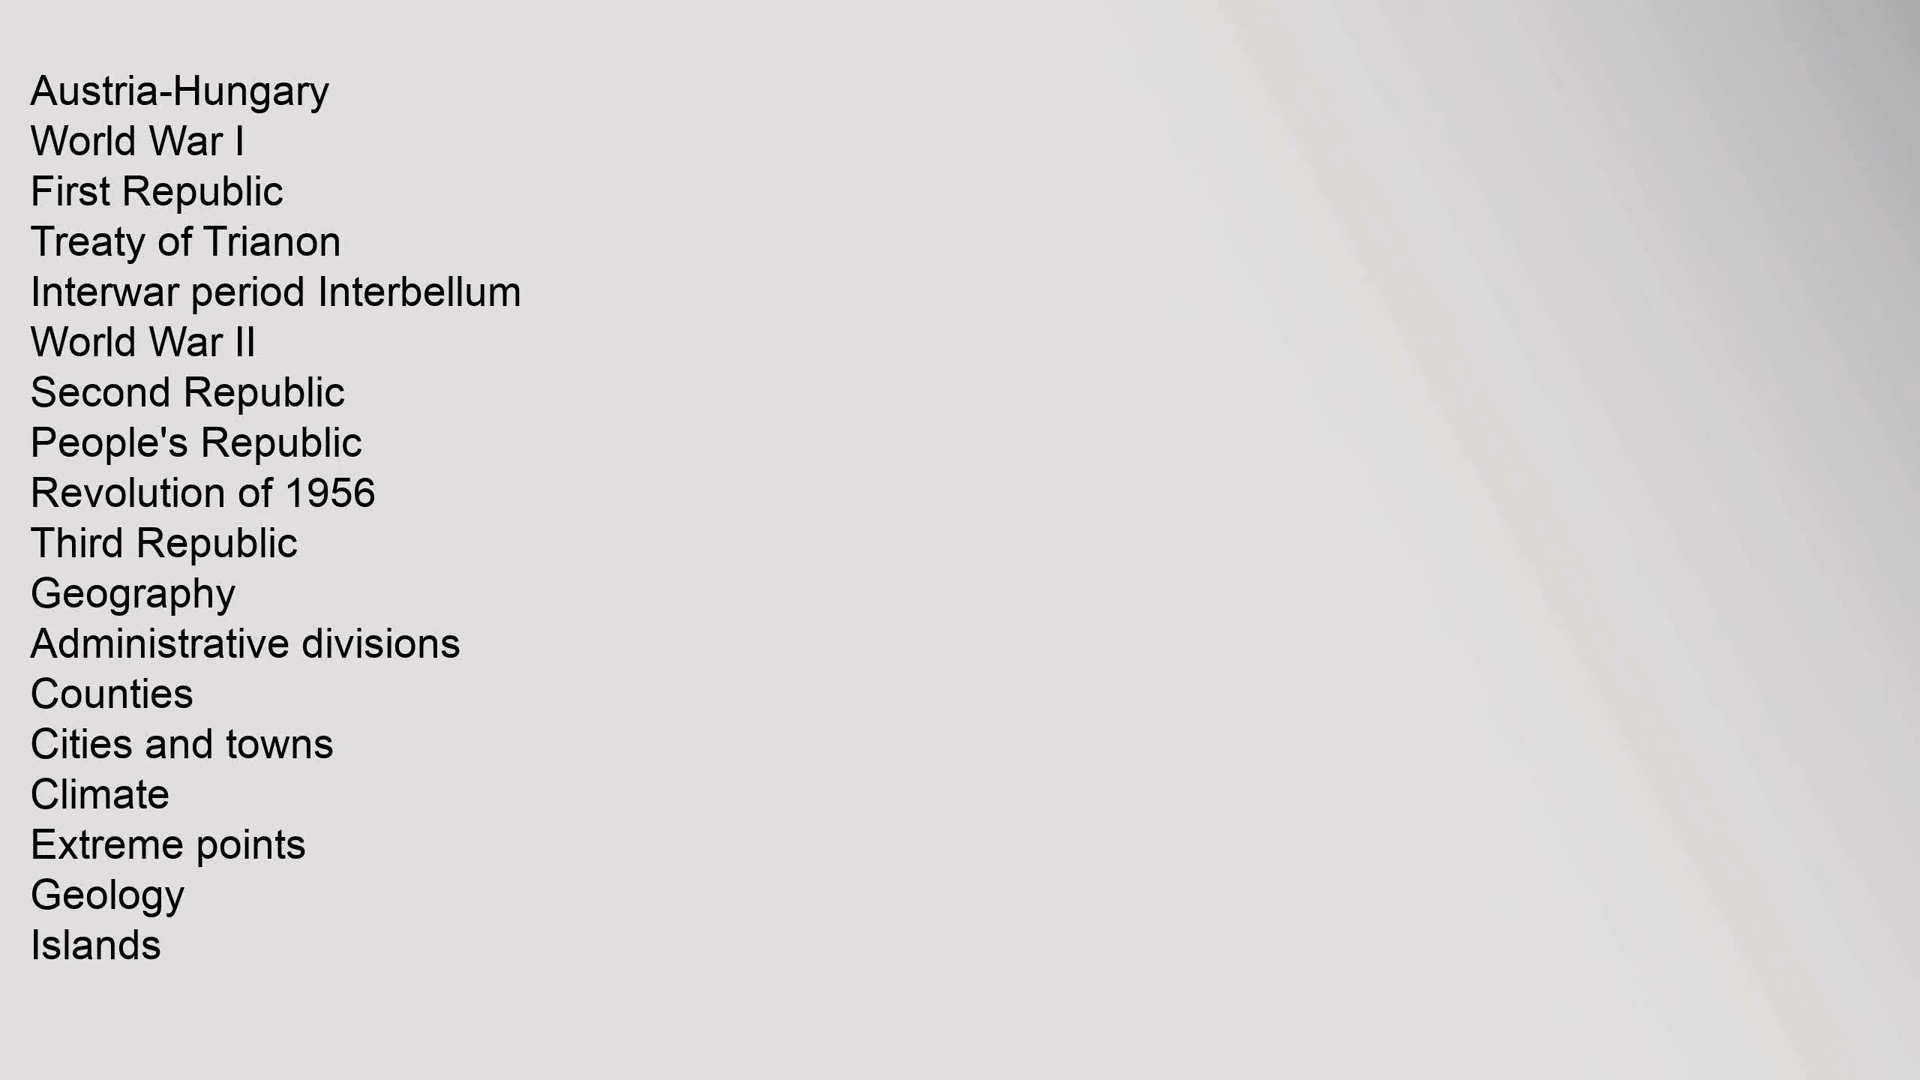 Austria-Hungary
World War I
First Republic
Treaty of Trianon
Interwar period Interbellum
World War II
Second Republic
People's Republic
Revolution of 1956
Third Republic
Geography
Administrative divisions
Counties
Cities and towns
Climate
Extreme points
Geology
Islands